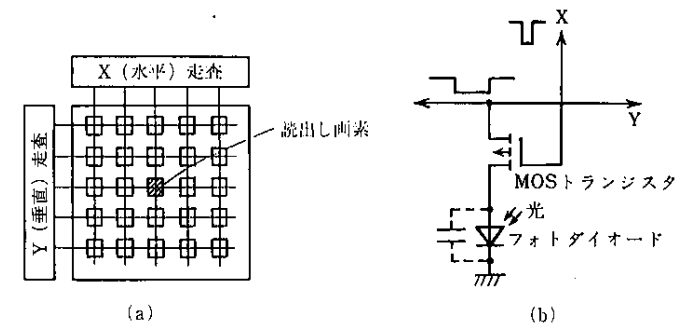 X（水平）走査
Y（垂直）走査
読出し画素
(a)
X
Y
MOSトランジスタ
光
フォトダイオード
(b)